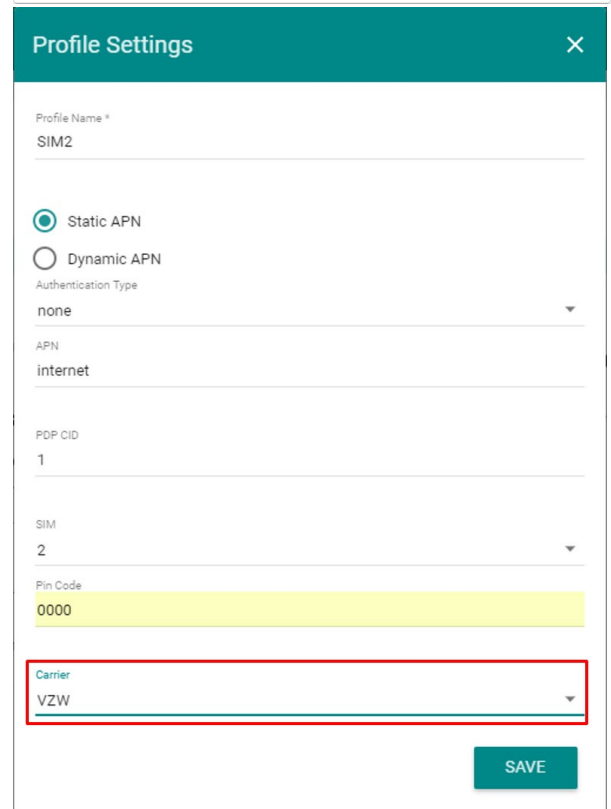 Profile Settings
Profile Name *
SIM2
Static APN
Dynamic APN
Authentication Type
none
APN
internet
PDP CID
1
SIM
2
Pin Code
0000
Carrier
VZW
SAVE